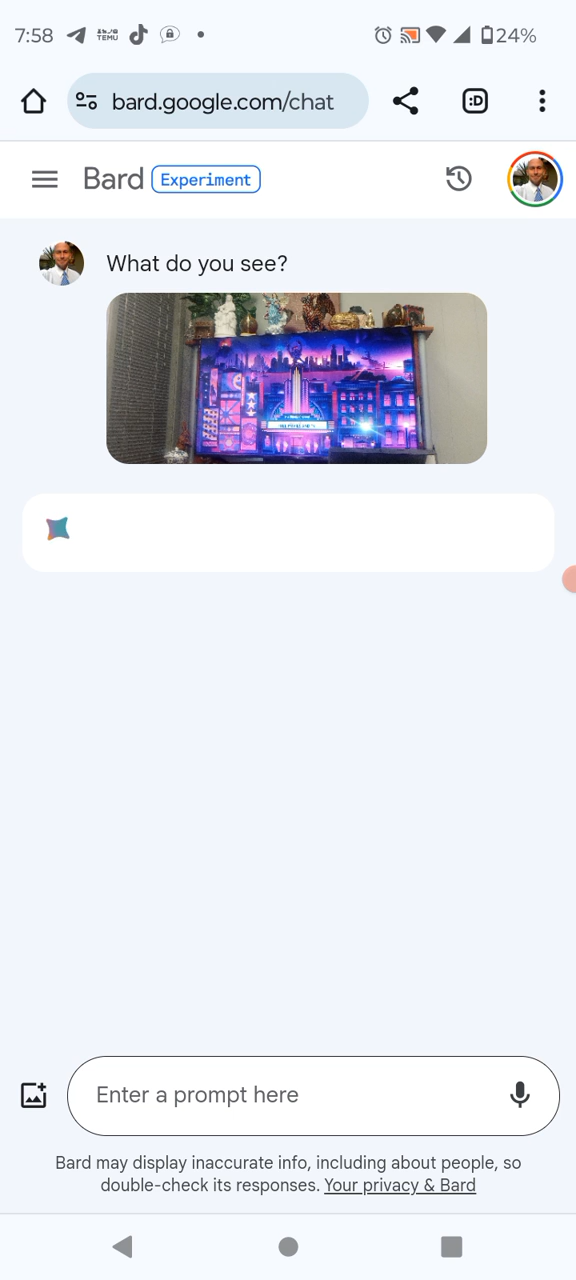 7:58
TEMU
24%
bard.google.com/chat
:D
Bard Experiment
What do you see?
Enter a prompt here
Bard may display inaccurate info, including about people, so
double-check its responses. Your privacy & Bard